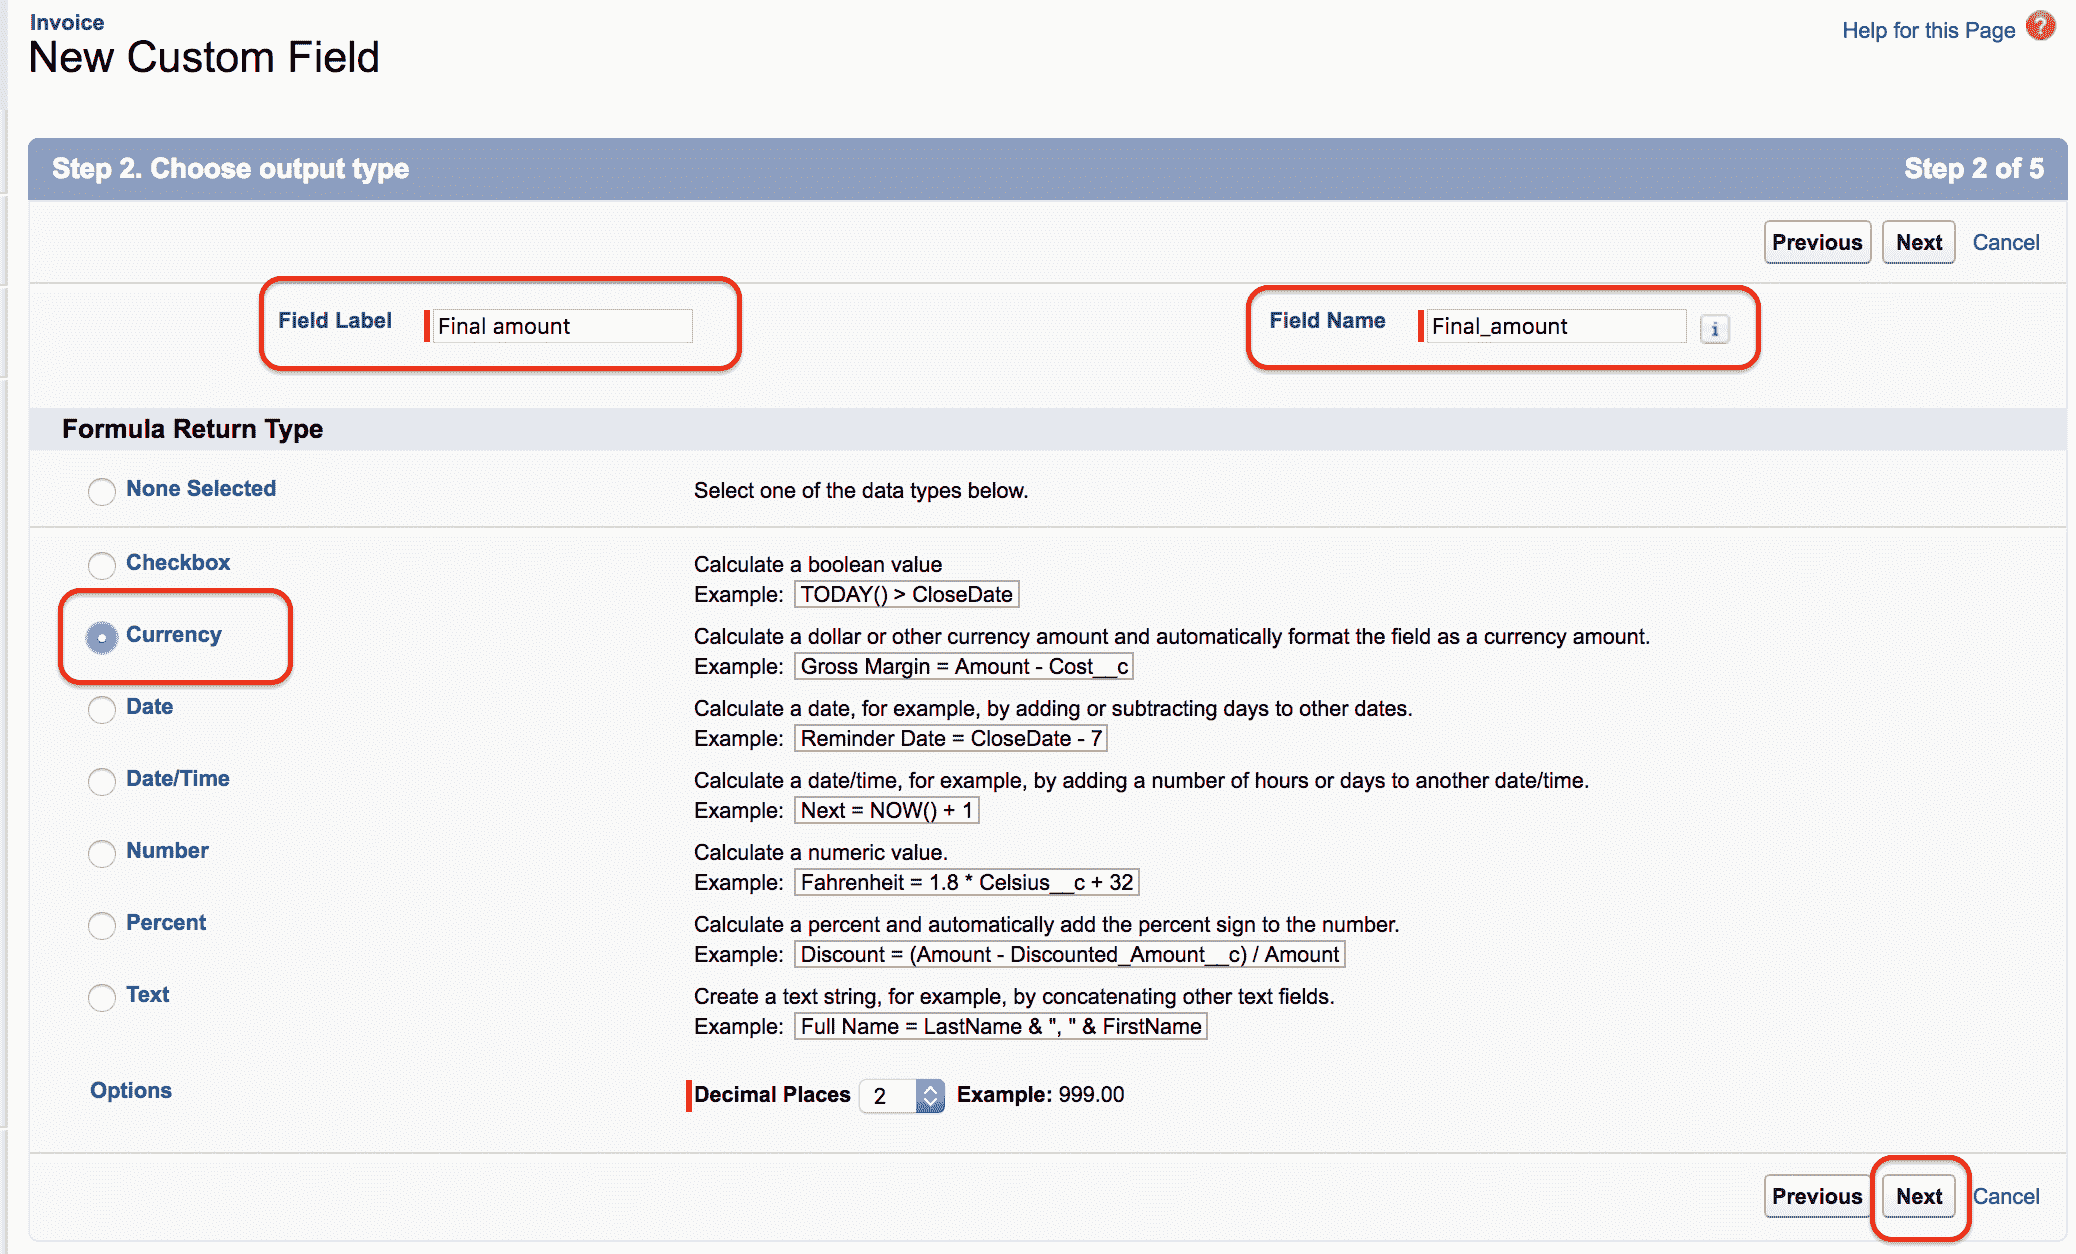 Invoice
New Custom Field
Help for this Page ?
Step 2. Choose output type
Step 2 of 5
Previous Next Cancel
Field Label Final amount
Field Name Final_amount i
Formula Return Type
None Selected Select one of the data types below.
Checkbox Calculate a boolean value
Example: TODAY() > CloseDate
Currency Calculate a dollar or other currency amount and automatically format the field as a currency amount.
Example: Gross Margin = Amount - Cost__c
Date Calculate a date, for example, by adding or subtracting days to other dates.
Example: Reminder Date = CloseDate - 7
Date/Time Calculate a date/time, for example, by adding a number of hours or days to another date/time.
Example: Next = NOW() + 1
Number Calculate a numeric value.
Example: Fahrenheit = 1.8 * Celsius__c + 32
Percent Calculate a percent and automatically add the percent sign to the number.
Example: Discount = (Amount - Discounted_Amount__c) / Amount
Text Create a text string, for example, by concatenating other text fields.
Example: Full Name = LastName & ", " & FirstName
Options Decimal Places 2 Example: 999.00
Previous Next Cancel